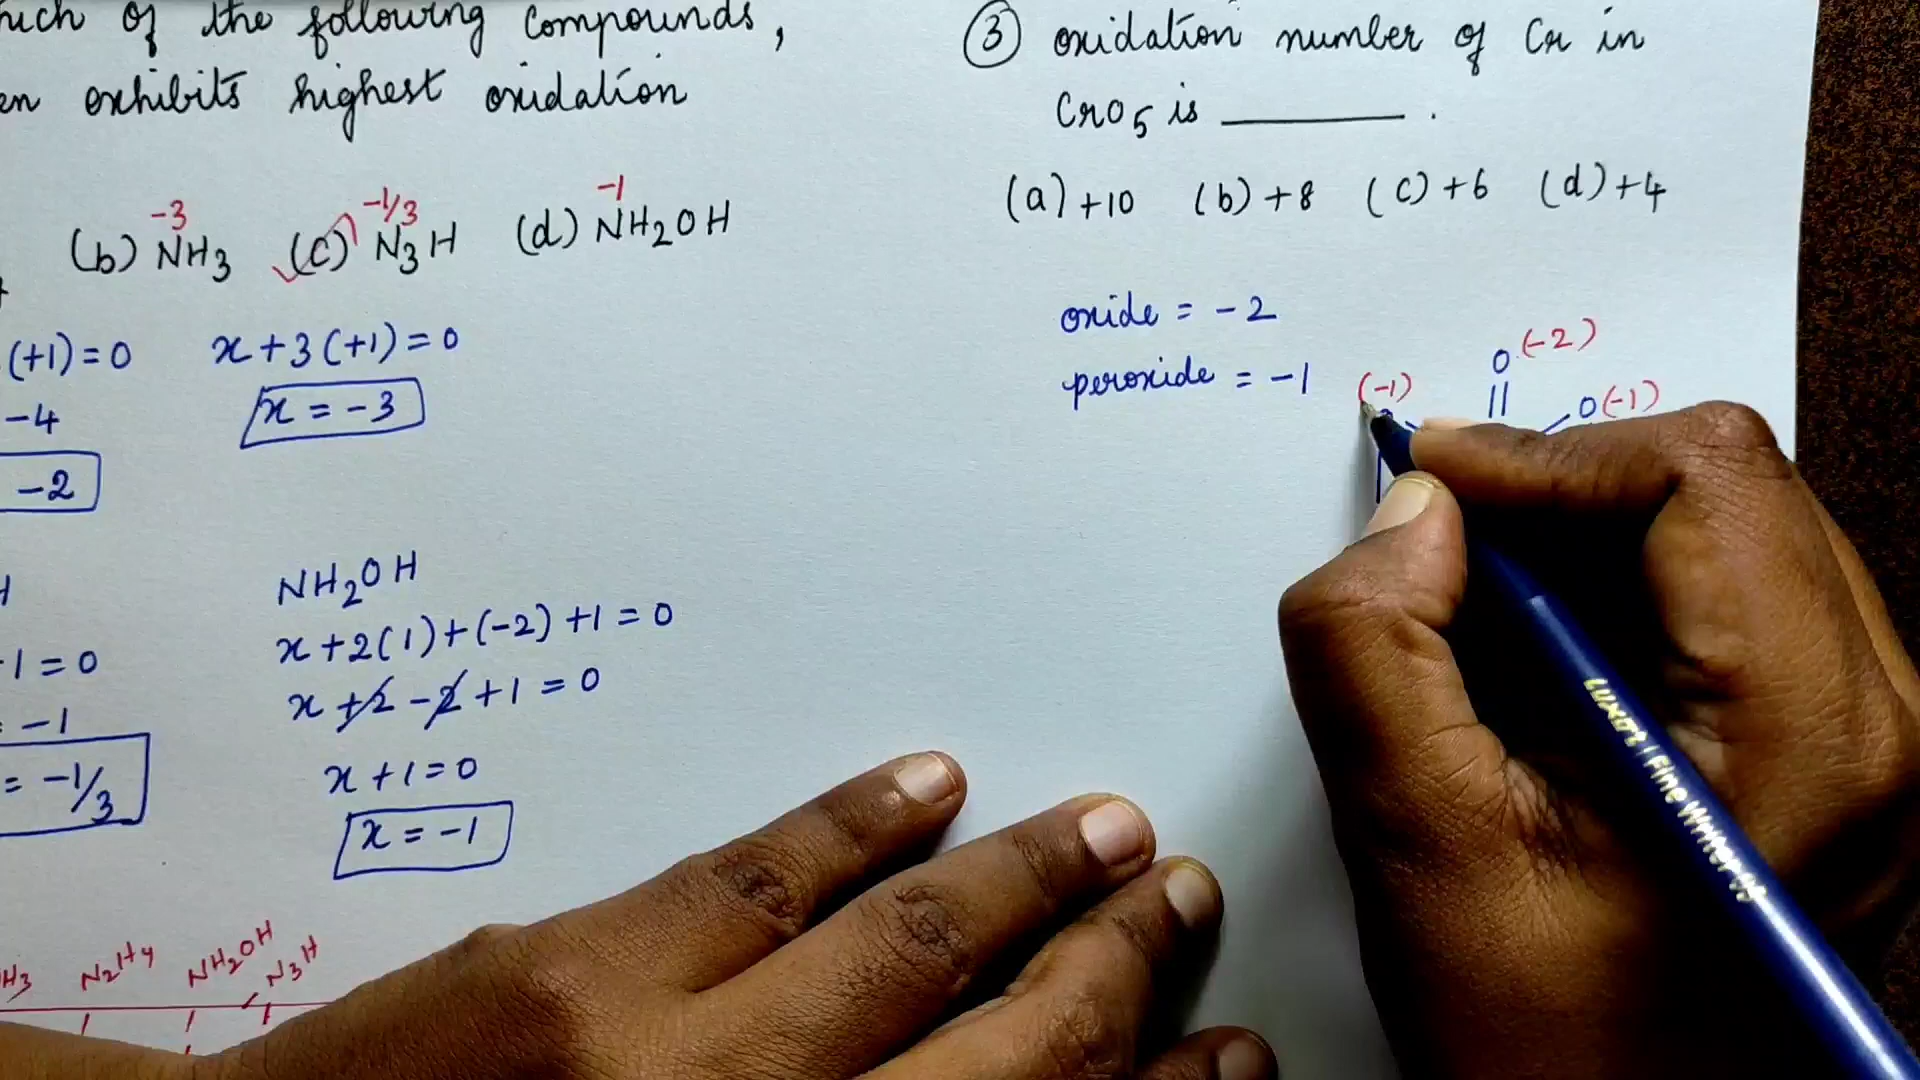 of the following compounds,
exhibits highest oxidation
-3 -1/3 -1
(b) NH3 (c) N3H (d) NH2OH
(+1) = 0
-4
-2
x + 3 (+1) = 0
x = -3
-1 = 0
= -1
= -1/3
NH2OH
x + 2(1) + (-2) + 1 = 0
x + 2 - 2 + 1 = 0
x + 1 = 0
x = -1
N2H4 NH2OH N3H
③ oxidation number of Cr in
CrO5 is ______ .
(a) +10 (b) +8 (c) +6 (d) +4
oxide = -2
peroxide = -1
O (-2)
(-1)
O (-1)
Luxor | Fine Writer 05